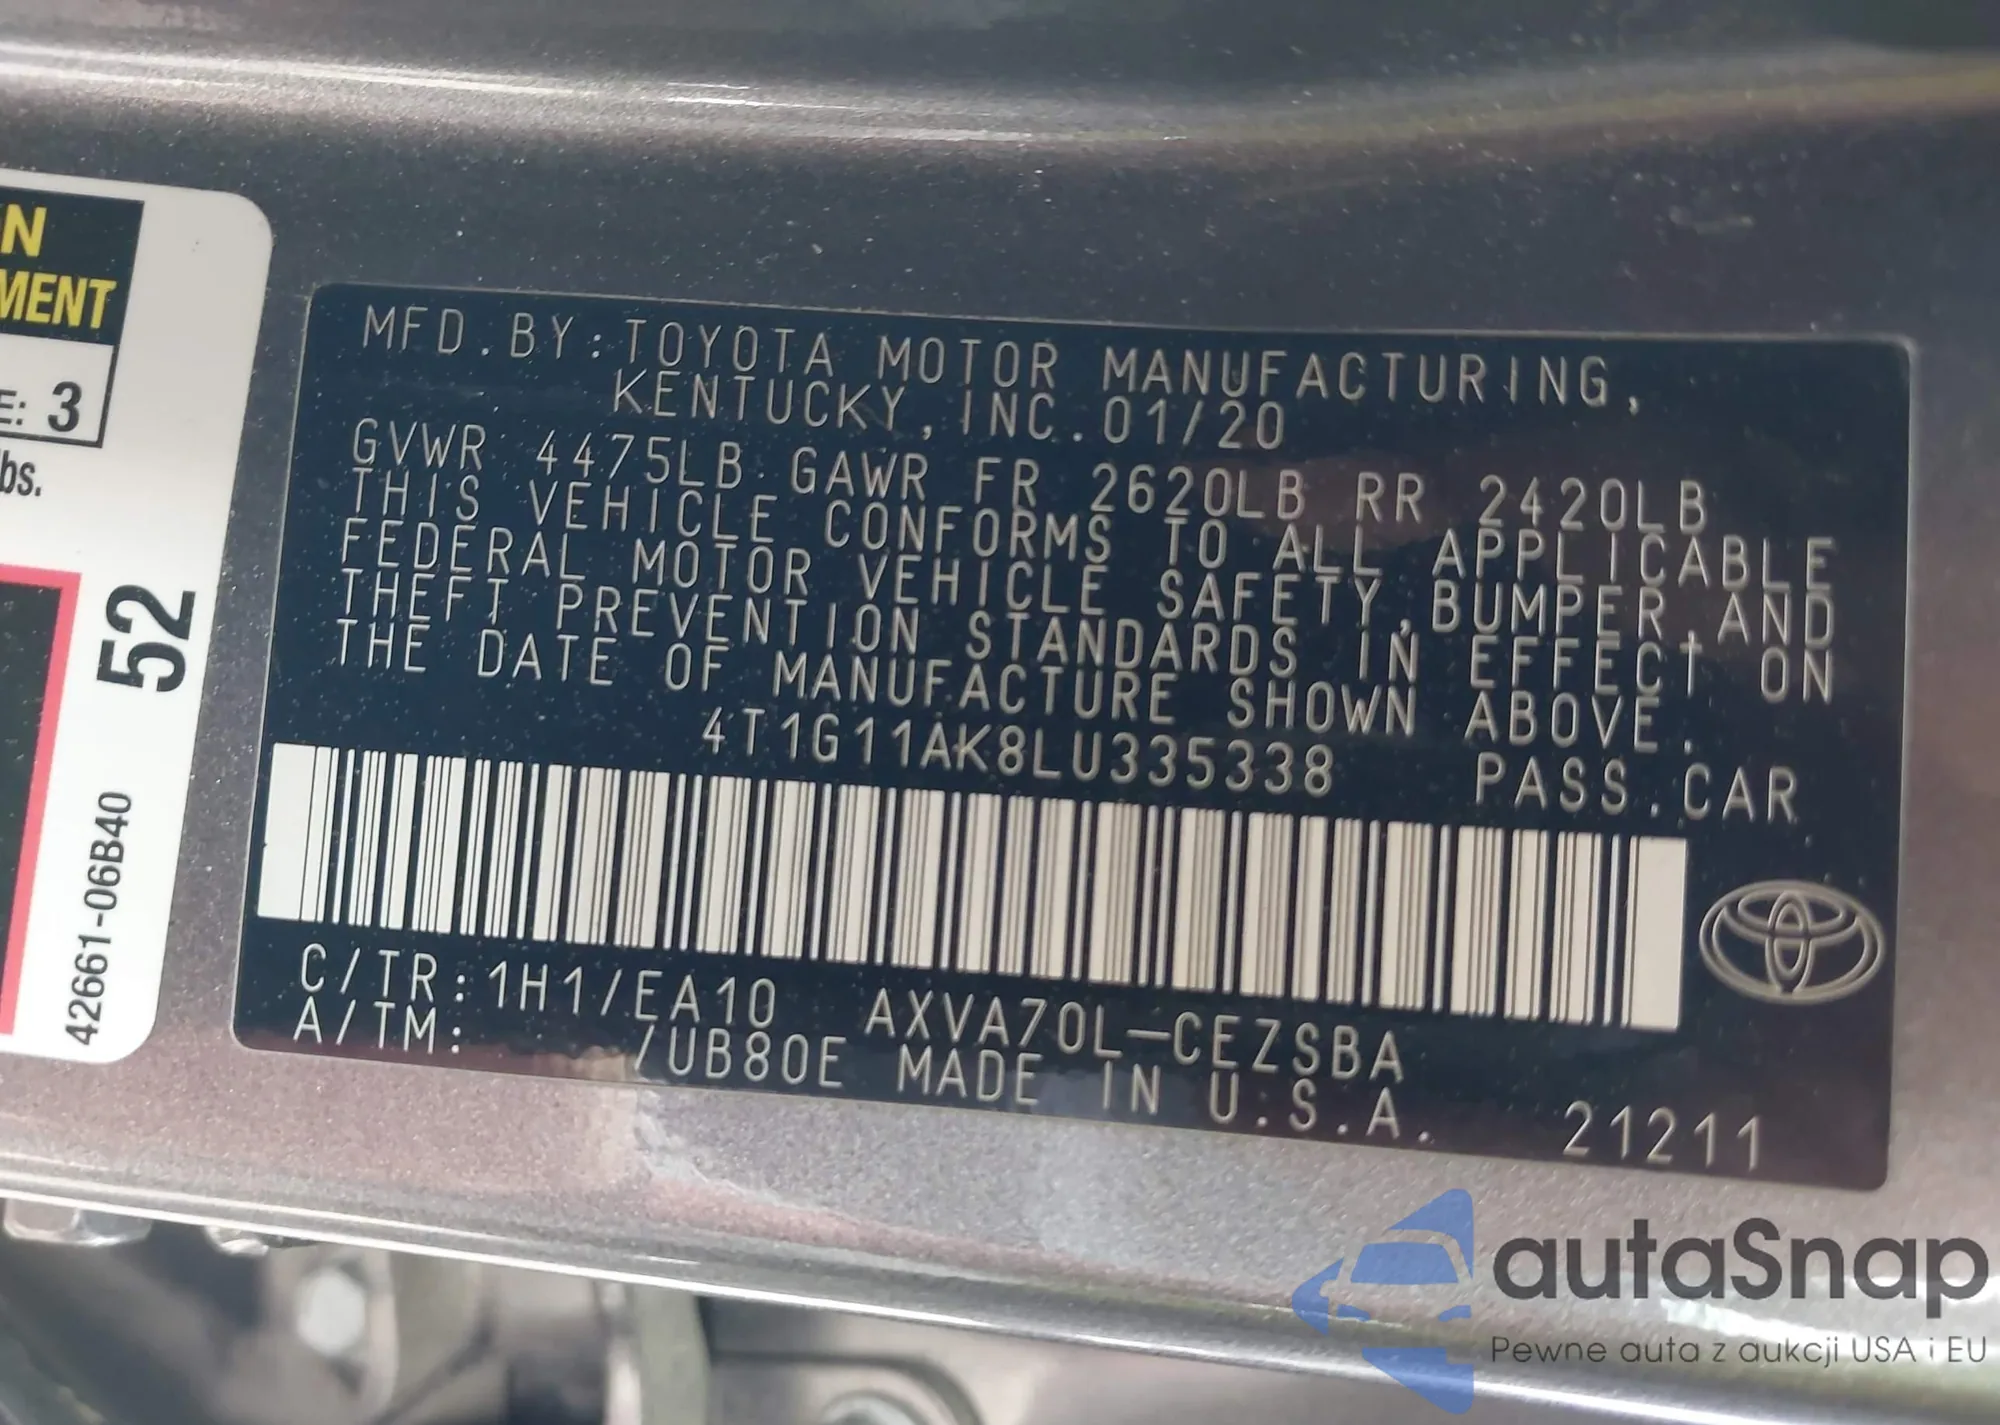 N
MENT
E: 3
bs.
52
42661-06B40
MFD.BY:TOYOTA MOTOR MANUFACTURING,
KENTUCKY,INC.01/20
GVWR 4475LB GAWR FR 2620LB RR 2420LB
THIS VEHICLE CONFORMS TO ALL APPLICABLE
FEDERAL MOTOR VEHICLE SAFETY,BUMPER,AND
THEFT PREVENTION STANDARDS IN EFFECT ON
THE DATE OF MANUFACTURE SHOWN ABOVE.
4T1G11AK8LU335338 PASS.CAR
C/TR:1H1/EA10 AXVA70L-CEZSBA
A/TM: /UB80E MADE IN U.S.A.
21211
autaSnap
Pewne auta z aukcji USA i EU